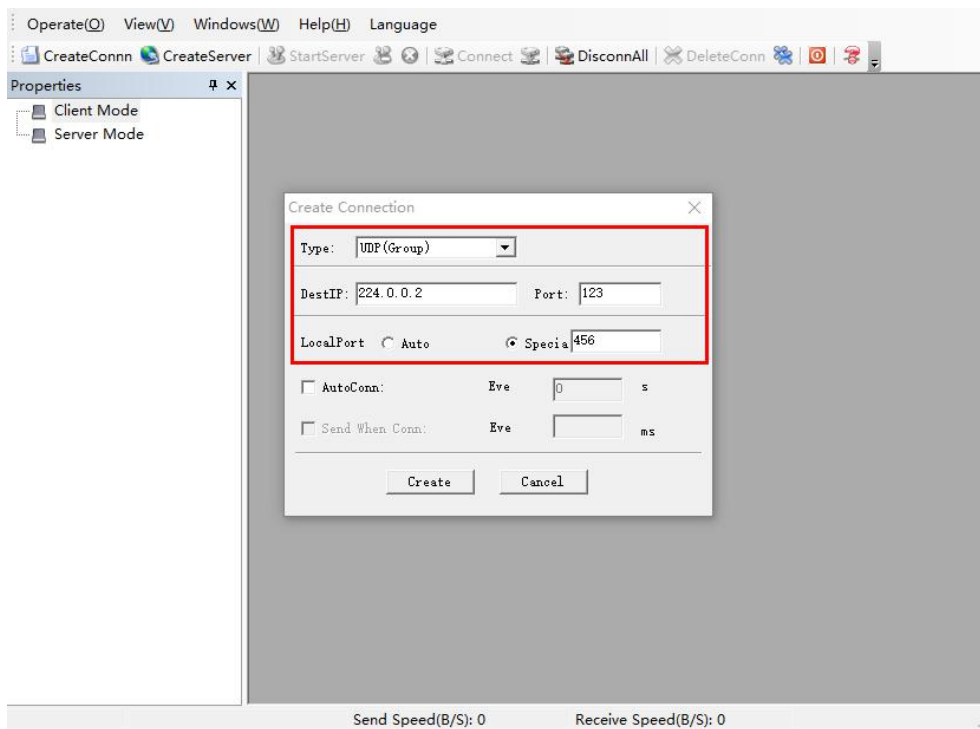 Operate(O) View(V) Windows(W) Help(H) Language
CreateConnn CreateServer StartServer Connect DisconnAll DeleteConn
Properties
Client Mode
Server Mode
Create Connection
Type: UDP(Group)
DestIP: 224.0.0.2 Port: 123
LocalPort Auto Specia 456
AutoConn: Eve 0 s
Send When Conn: Eve ms
Create Cancel
Send Speed(B/S): 0 Receive Speed(B/S): 0